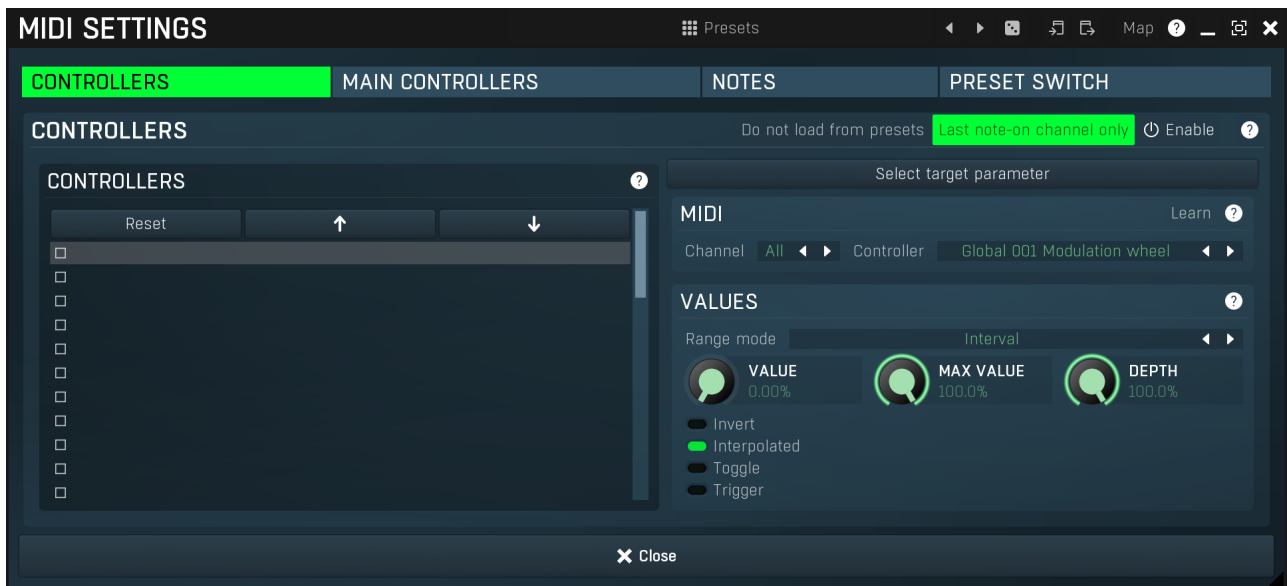 MIDI SETTINGS
Presets
Map ?
CONTROLLERS
MAIN CONTROLLERS
NOTES
PRESET SWITCH
CONTROLLERS
Do not load from presets
Last note-on channel only
Enable
?
CONTROLLERS ?
Reset
Select target parameter
MIDI
Learn ?
Channel All
Controller Global 001 Modulation wheel
VALUES ?
Range mode Interval
VALUE
0.00%
MAX VALUE
100.0%
DEPTH
100.0%
Invert
Interpolated
Toggle
Trigger
Close